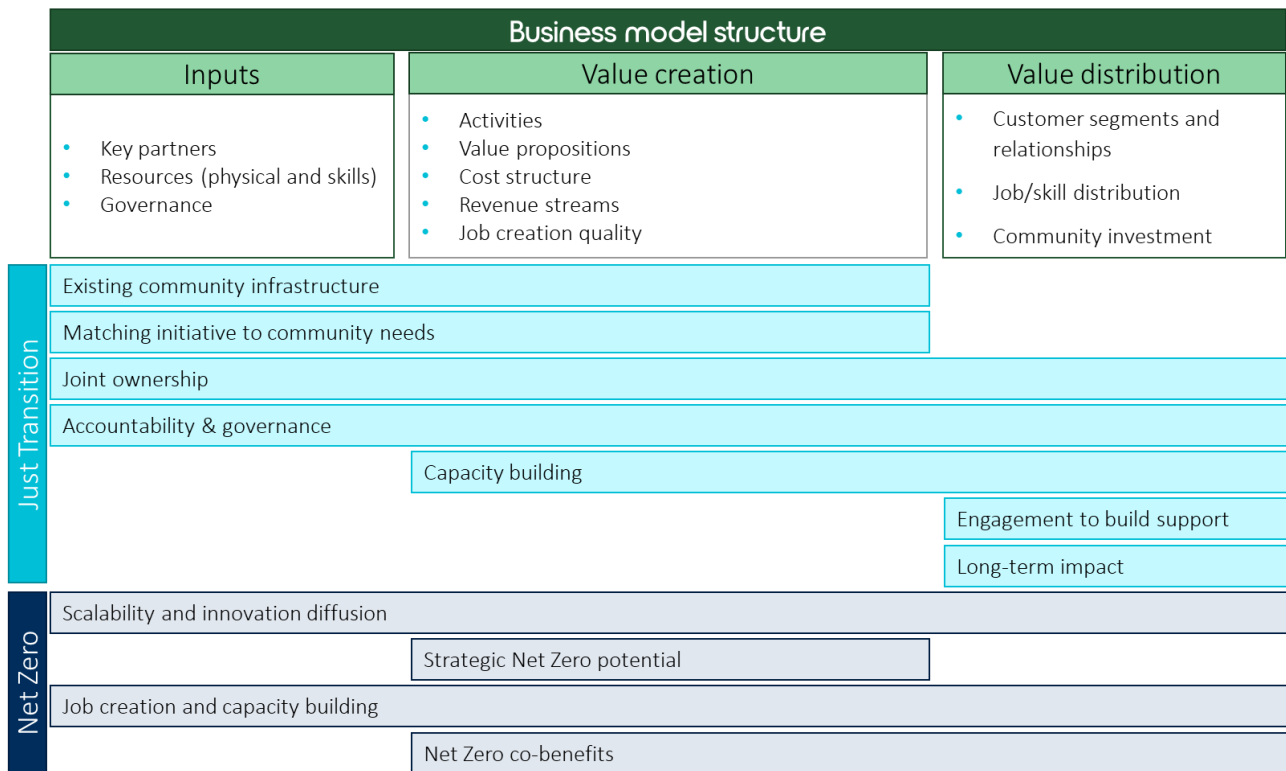 Business model structure
Inputs
Value creation
Value distribution
• Key partners
• Resources (physical and skills)
• Governance
• Activities
• Value propositions
• Cost structure
• Revenue streams
• Job creation quality
• Customer segments and
relationships
• Job/skill distribution
• Community investment
Just Transition
Existing community infrastructure
Matching initiative to community needs
Joint ownership
Accountability & governance
Capacity building
Engagement to build support
Long-term impact
Net Zero
Scalability and innovation diffusion
Strategic Net Zero potential
Job creation and capacity building
Net Zero co-benefits